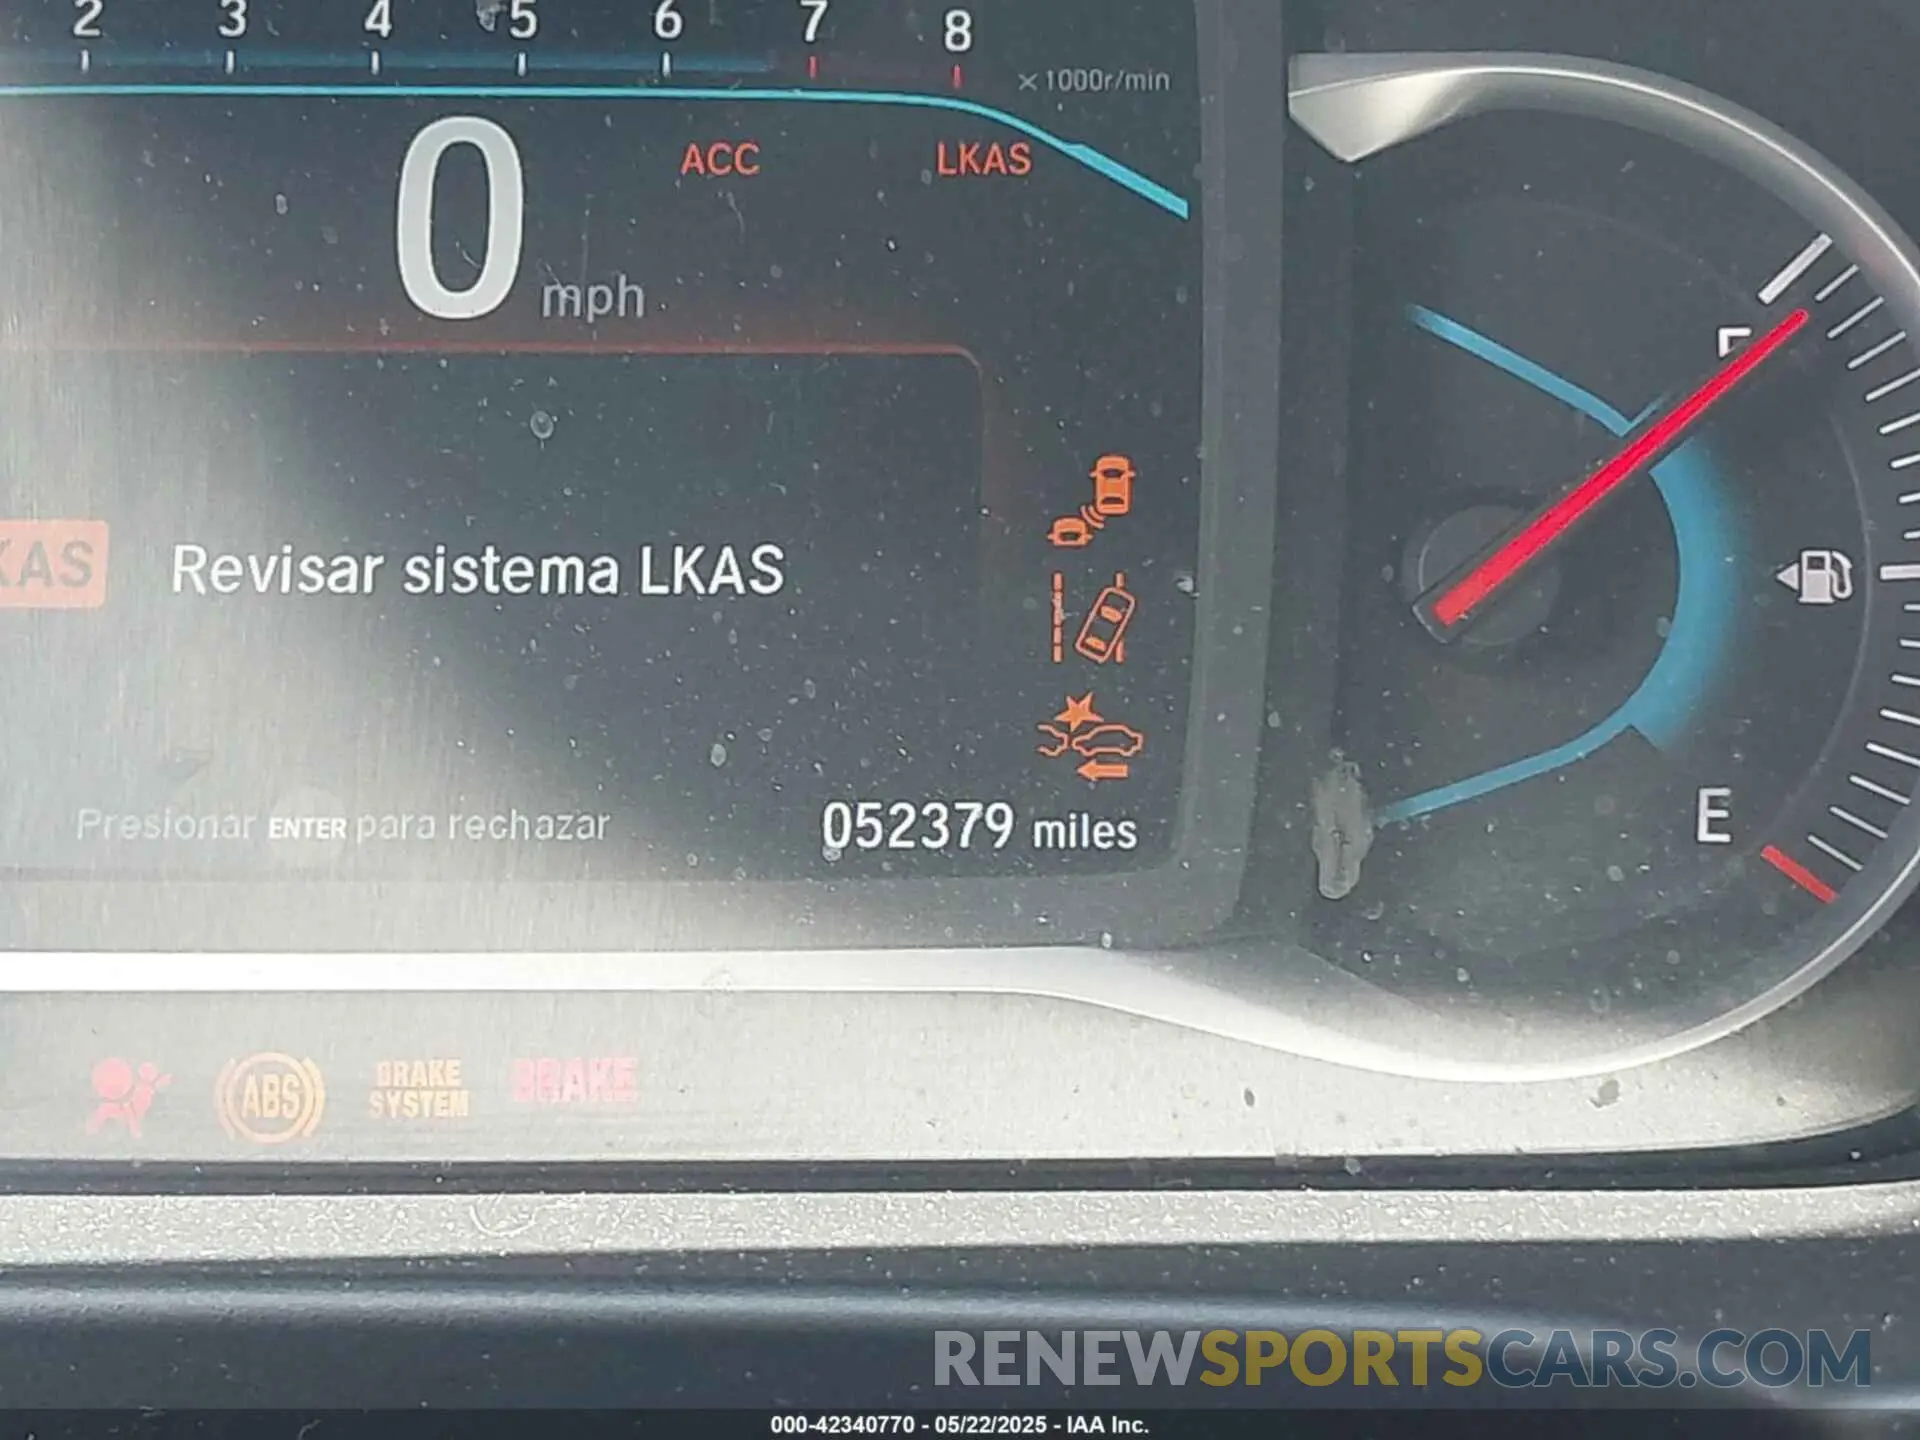 2 3 4 5 6 7 8
×1000r/min
0 mph
ACC
LKAS
KAS
Revisar sistema LKAS
Presionar ENTER para rechazar
052379 miles
F
E
ABS
BRAKE
SYSTEM
BRAKE
RENEWSPORTSCARS.COM
000-42340770 - 05/22/2025 - IAA Inc.